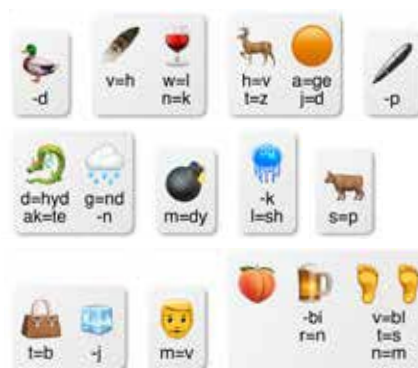 -d
v=h
w=l
n=k
h=v
t=z
a=ge
j=d
-p
d=hyd
ak=te
g=nd
-n
m=dy
-k
l=sh
s=p
t=b
-j
m=v
-bi
r=n
v=bl
t=s
n=m